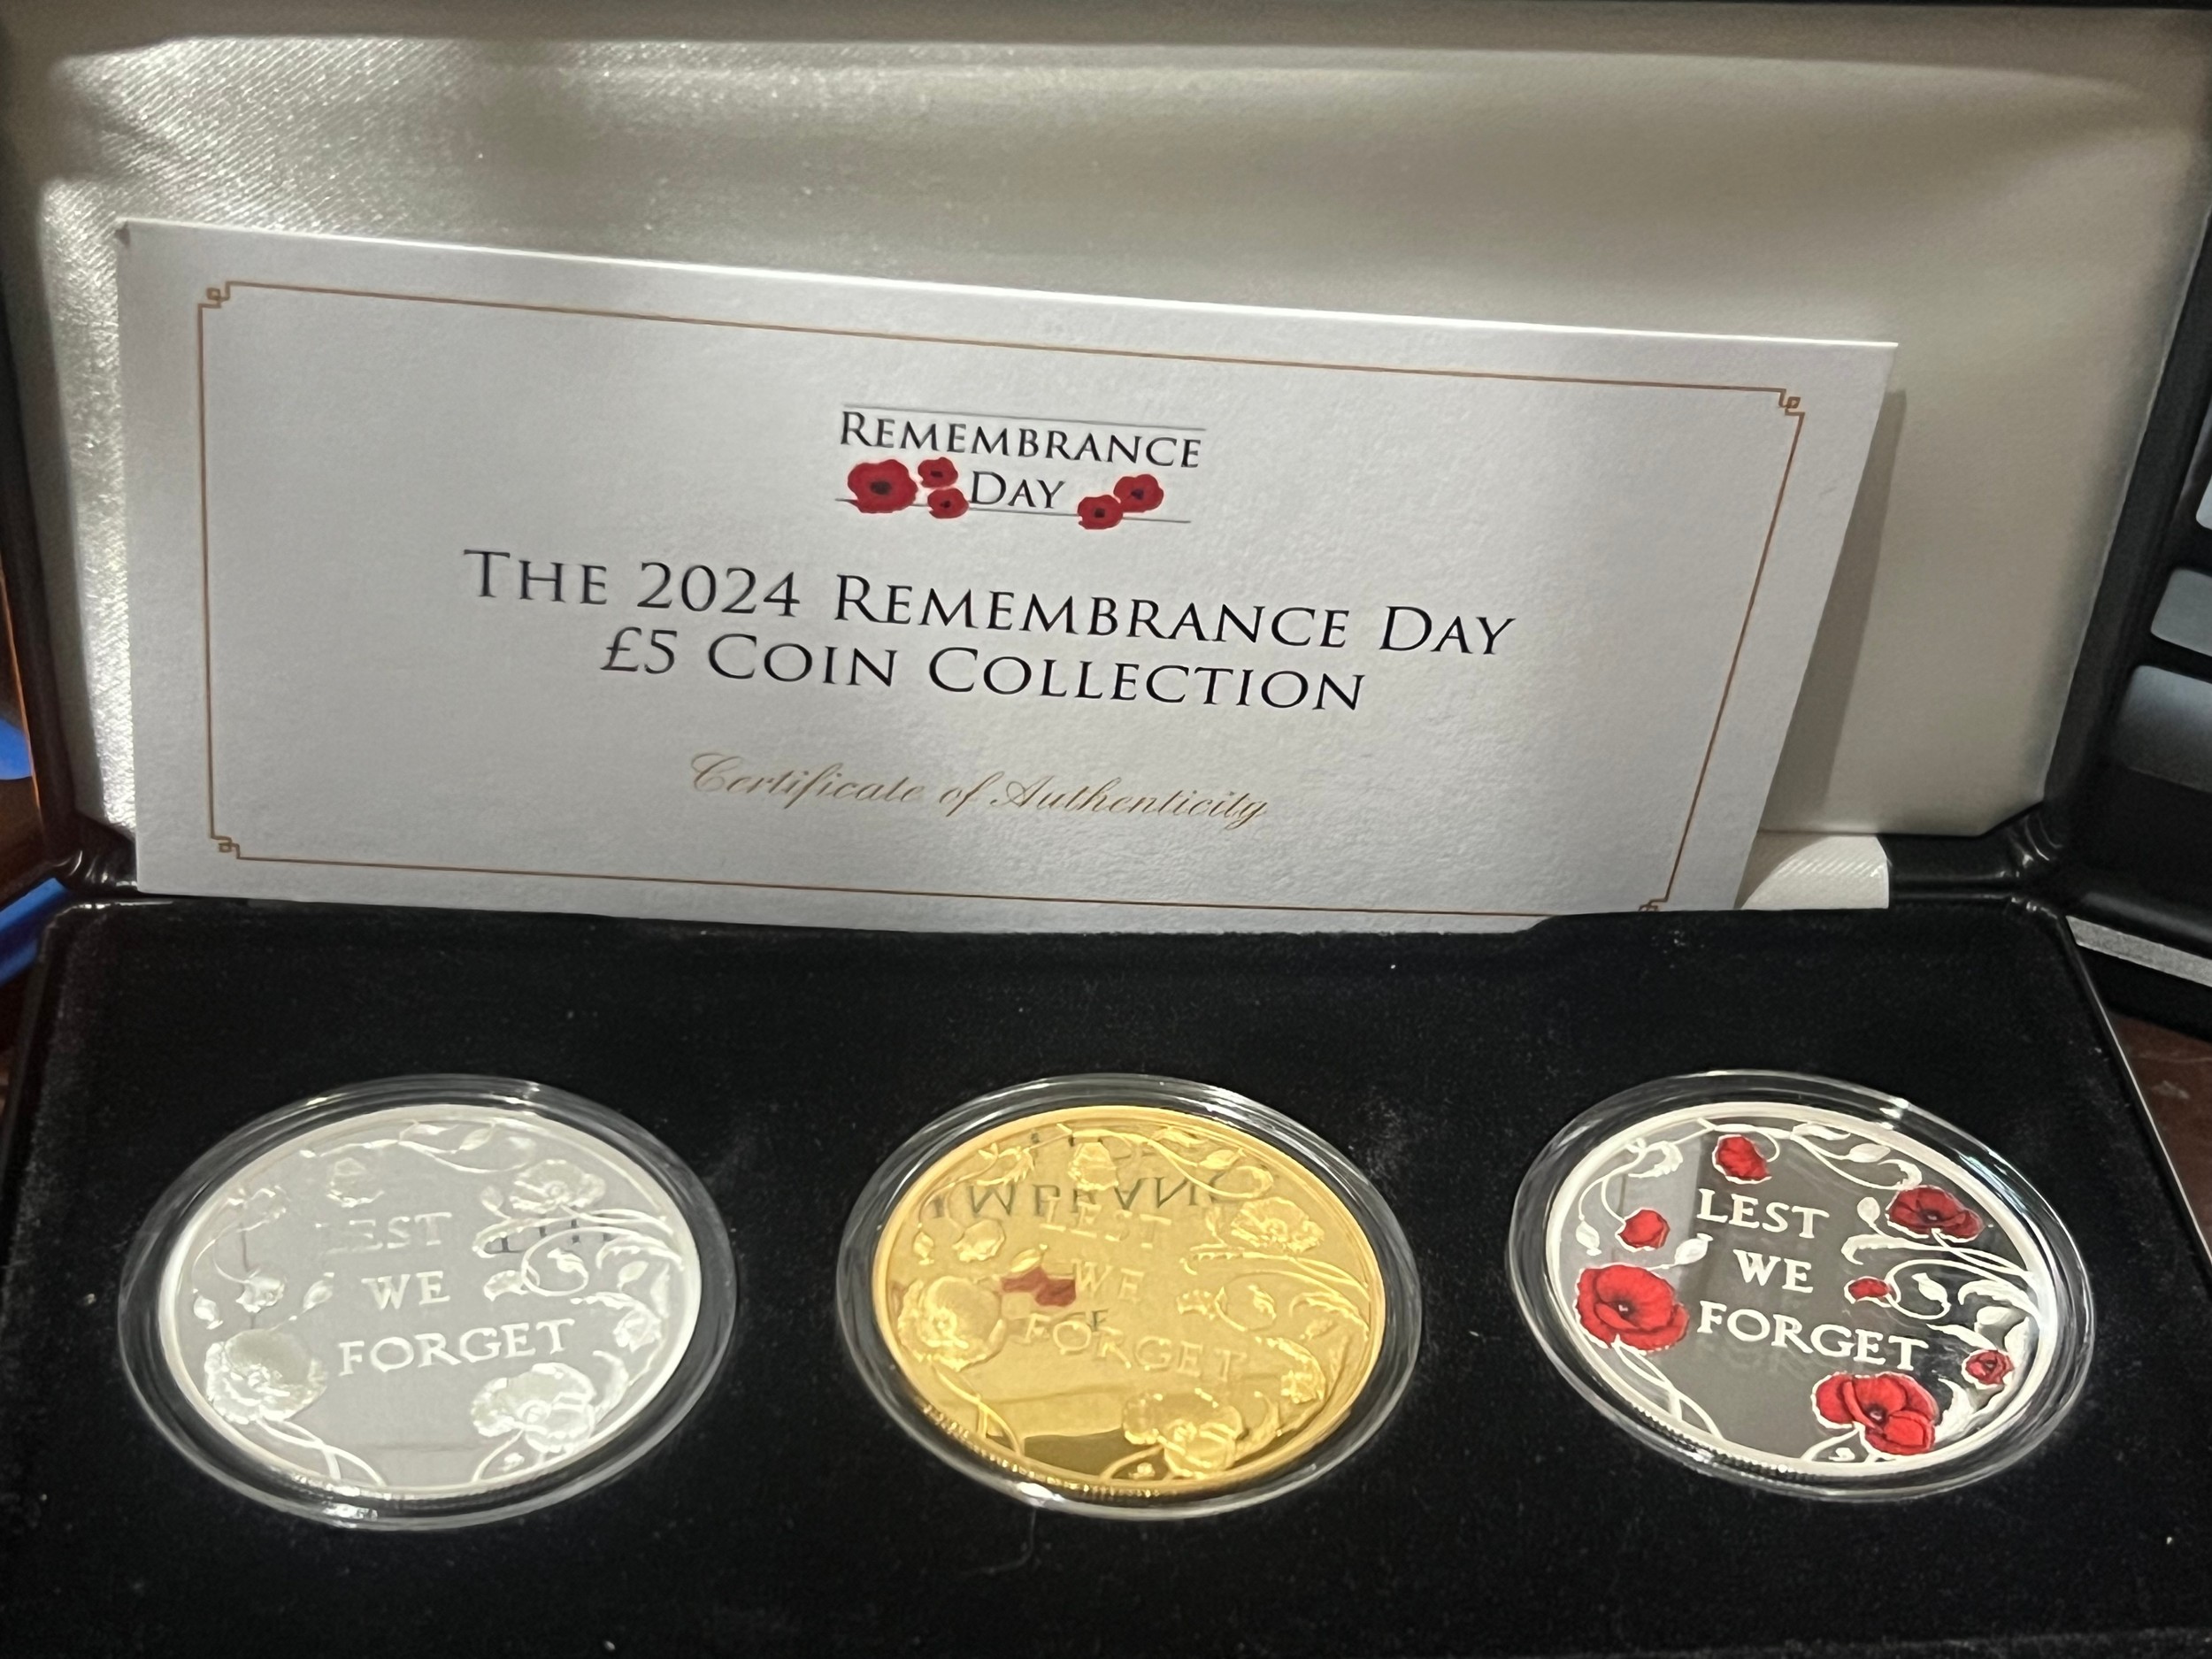 REMEMBRANCE
DAY
THE 2024 REMEMBRANCE DAY
£5 COIN COLLECTION
Certificate of Authenticity
LEST
WE
FORGET
LEST
WE
FORGET
LEST
WE
FORGET